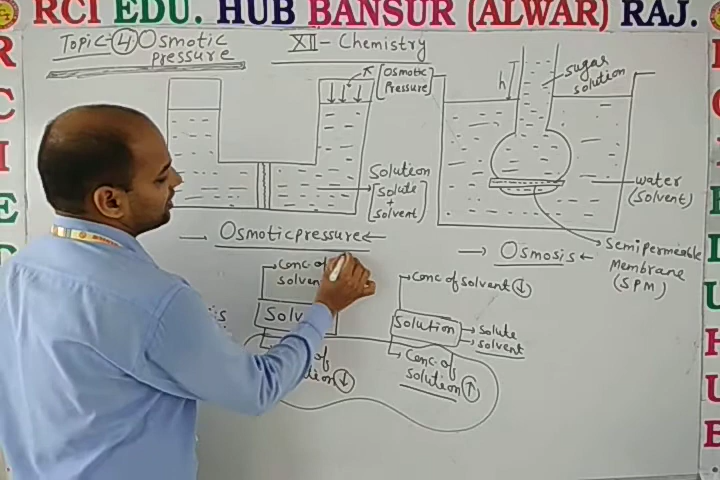 RCI EDU. HUB BANSUR (ALWAR) RAJ.
Topic-④ Osmotic
Pressure
XII - Chemistry
π [Osmotic
Pressure]
h
sugar
solution
Solution
[Solute
+
Solvent]
water
(Solvent)
→ Osmotic pressure ←
→ Osmosis ←
Semipermeable
Membrane
(SPM)
Conc. of
Solvent
Conc of Solvent ↓
Solv
Solution
→ Solute
→ Solvent
of
↓
Conc. of
Solution ↑
R
C
I
E
U
H
U
B